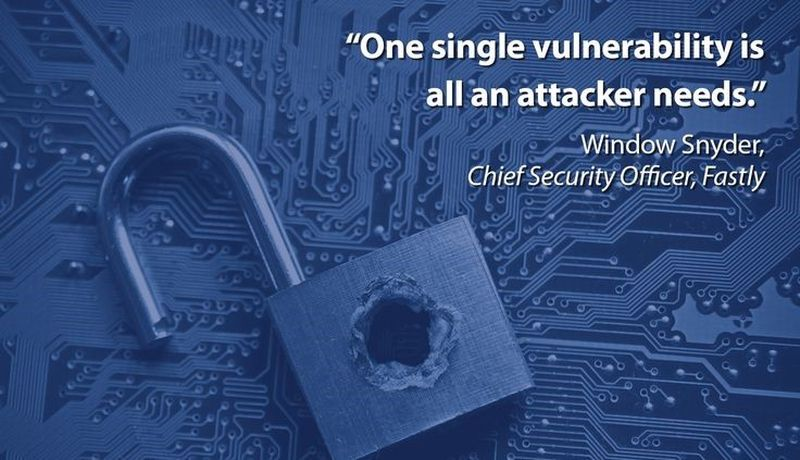 “One single vulnerability is
all an attacker needs.”
Window Snyder,
Chief Security Officer, Fastly